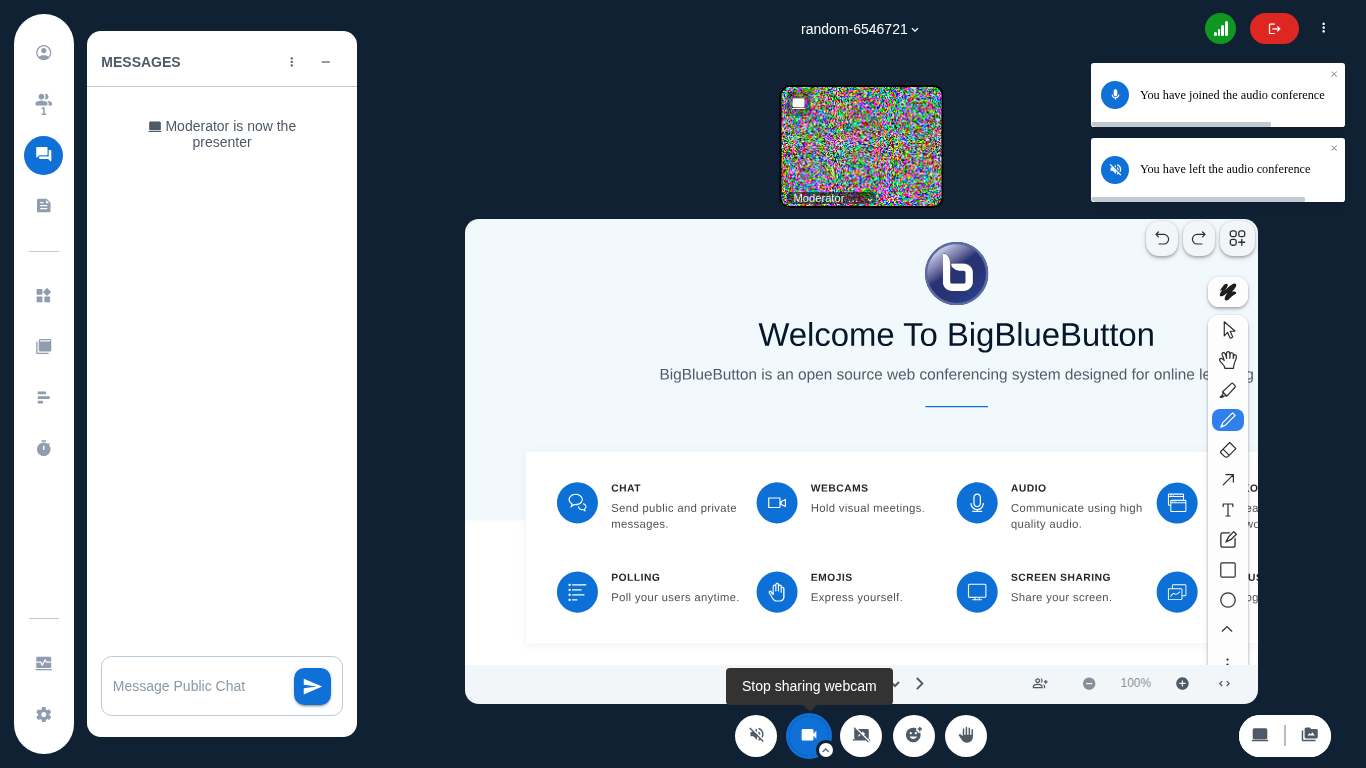 random-6546721
MESSAGES
1
Moderator is now the
presenter
You have joined the audio conference
You have left the audio conference
Moderator ...
Welcome To BigBlueButton
BigBlueButton is an open source web conferencing system designed for online
CHAT
Send public and private
messages.
WEBCAMS
Hold visual meetings.
AUDIO
Communicate using high
quality audio.
POLLING
Poll your users anytime.
EMOJIS
Express yourself.
SCREEN SHARING
Share your screen.
Message Public Chat
Stop sharing webcam
100%